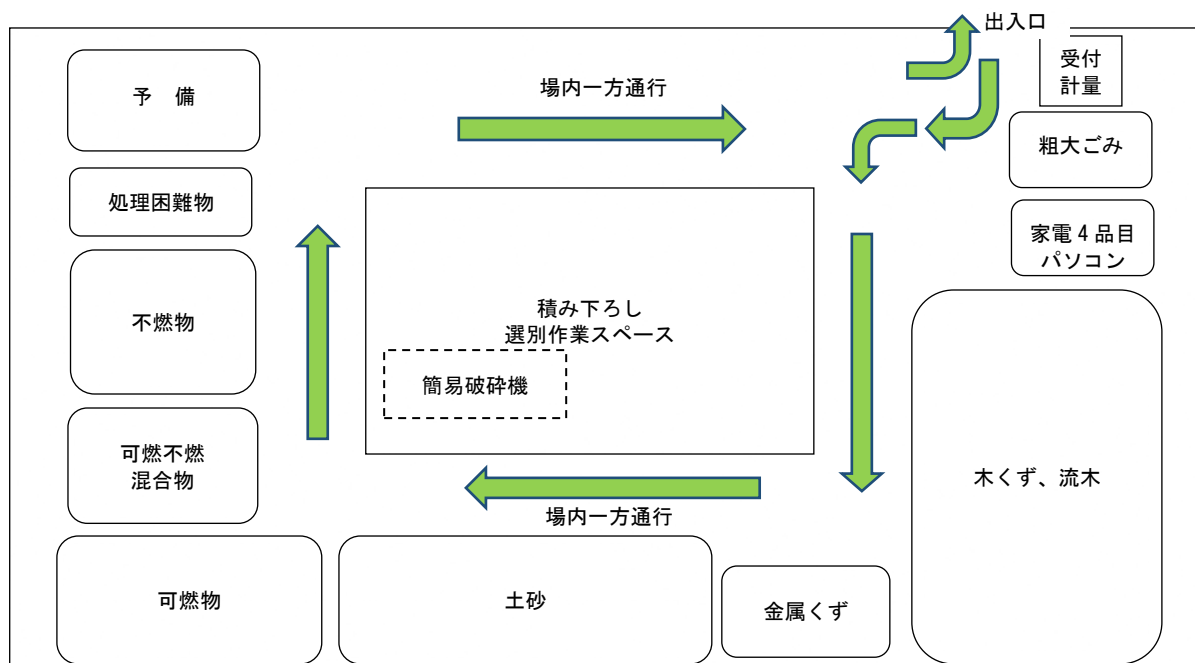 出入口
受付
計量
予　備
場内一方通行
粗大ごみ
処理困難物
家電４品目
パソコン
不燃物
積み下ろし
選別作業スペース
簡易破砕機
可燃不燃
混合物
木くず、流木
場内一方通行
可燃物
土砂
金属くず